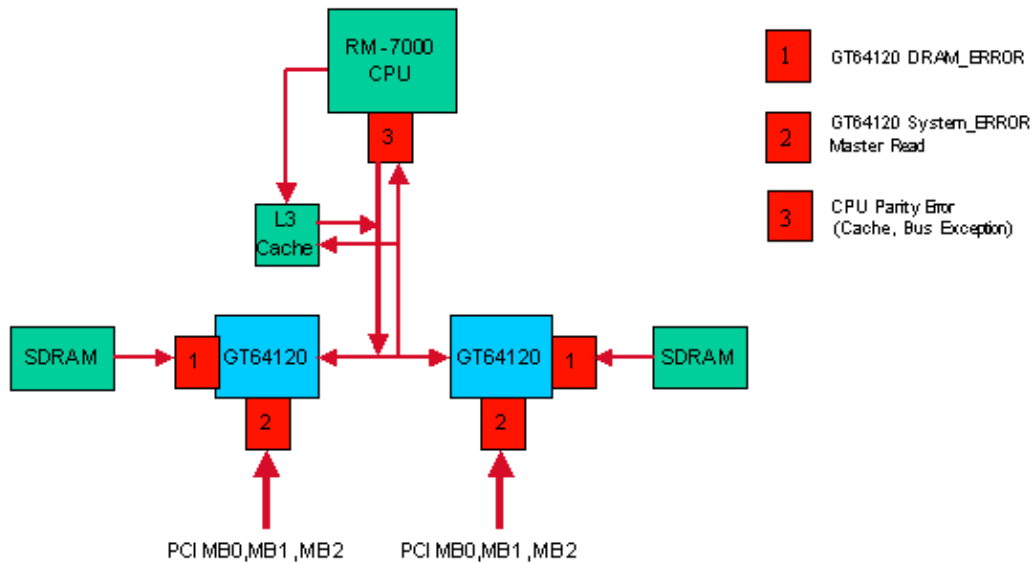 RM-7000
CPU
3
L3
Cache
SDRAM
1
GT64120
2
GT64120
1
2
SDRAM
PCI MB0,MB1 ,MB2
PCI MB0,MB1 ,MB2
1
GT64120 DRAM_ERROR
2
GT64120 System_ERROR
Master Read
3
CPU Parity Error
(Cache, Bus Exception)